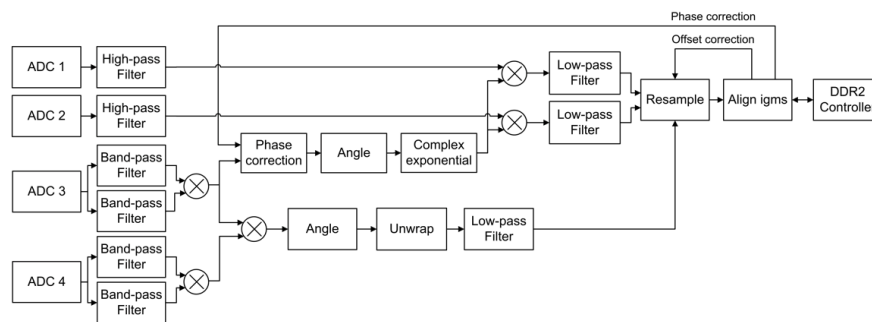 Phase correction
Offset correction
ADC 1
High-pass
Filter
Low-pass
Filter
Resample
Align igms
DDR2
Controller
ADC 2
High-pass
Filter
Low-pass
Filter
Phase
correction
Angle
Complex
exponential
ADC 3
Band-pass
Filter
Band-pass
Filter
Angle
Unwrap
Low-pass
Filter
ADC 4
Band-pass
Filter
Band-pass
Filter